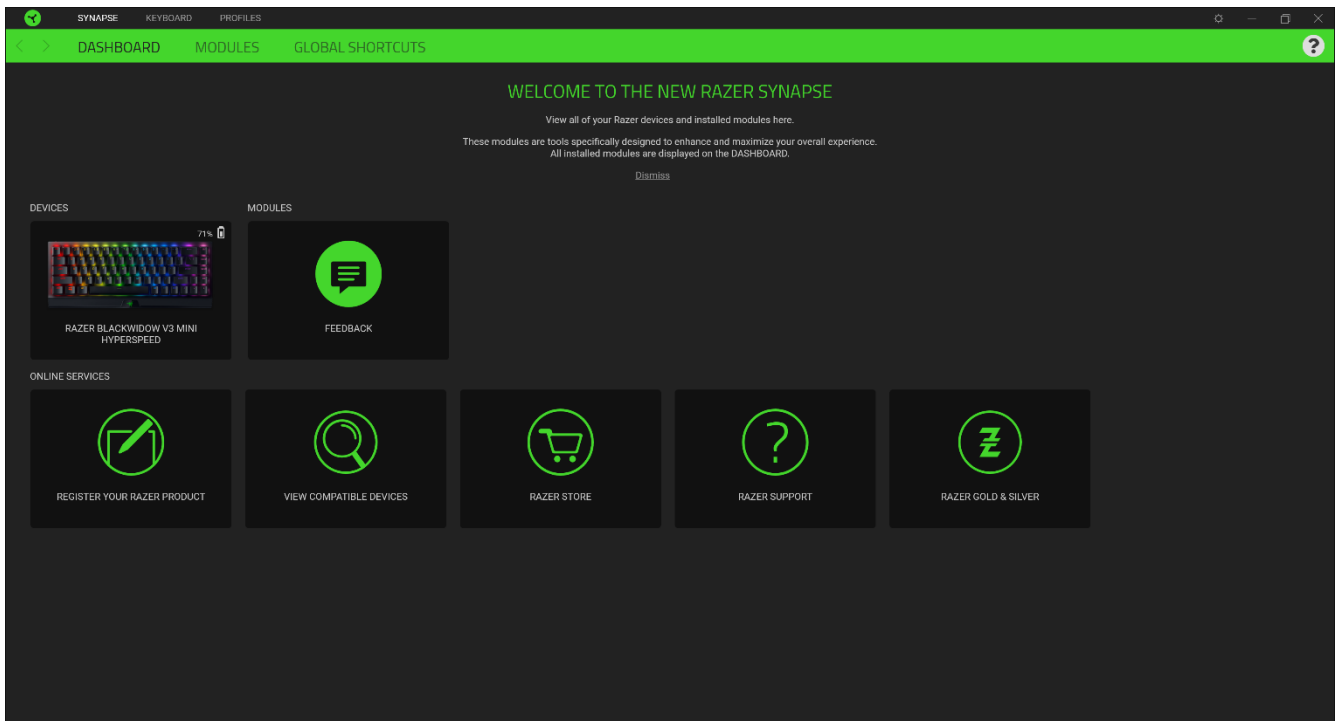 SYNAPSE KEYBOARD PROFILES
DASHBOARD MODULES GLOBAL SHORTCUTS
?
WELCOME TO THE NEW RAZER SYNAPSE
View all of your Razer devices and installed modules here.
These modules are tools specifically designed to enhance and maximize your overall experience.
All installed modules are displayed on the DASHBOARD.
Dismiss
DEVICES
71%
RAZER BLACKWIDOW V3 MINI
HYPERSPEED
MODULES
FEEDBACK
ONLINE SERVICES
REGISTER YOUR RAZER PRODUCT
VIEW COMPATIBLE DEVICES
RAZER STORE
?
RAZER SUPPORT
RAZER GOLD & SILVER